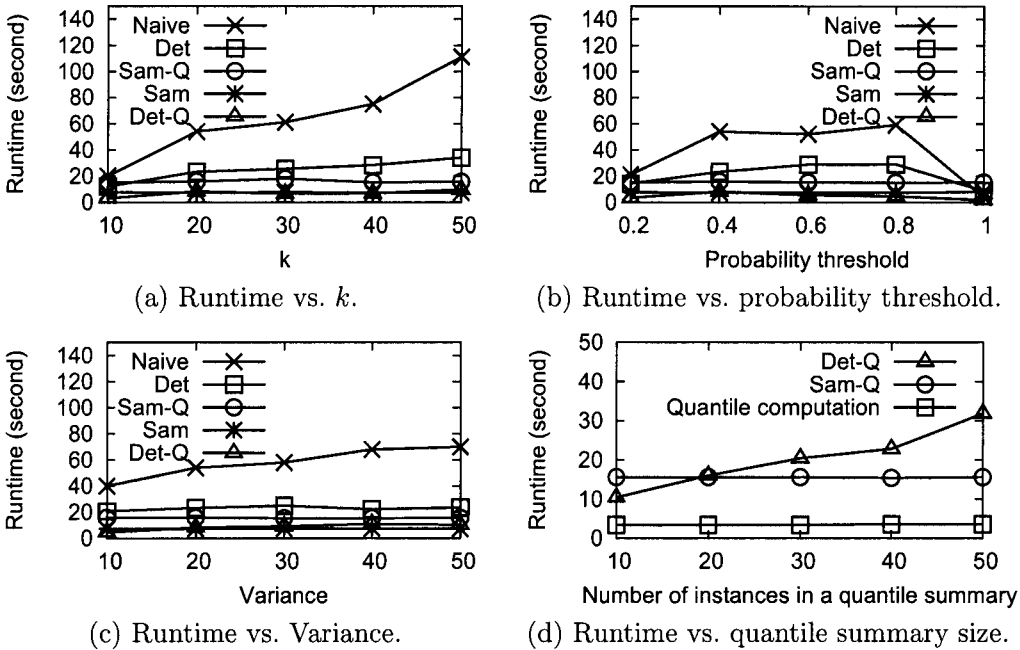 Runtime (second)
140
120
100
80
60
40
20
0
Naive
Det
Sam-Q
Sam
Det-Q
10 20 30 40 50
k
(a) Runtime vs. k.
Runtime (second)
140
120
100
80
60
40
20
0
Naive
Det
Sam-Q
Sam
Det-Q
0.2 0.4 0.6 0.8 1
Probability threshold
(b) Runtime vs. probability threshold.
Runtime (second)
140
120
100
80
60
40
20
0
Naive
Det
Sam-Q
Sam
Det-Q
10 20 30 40 50
Variance
(c) Runtime vs. Variance.
Runtime (second)
50
40
30
20
10
0
Det-Q
Sam-Q
Quantile computation
10 20 30 40 50
Number of instances in a quantile summary
(d) Runtime vs. quantile summary size.